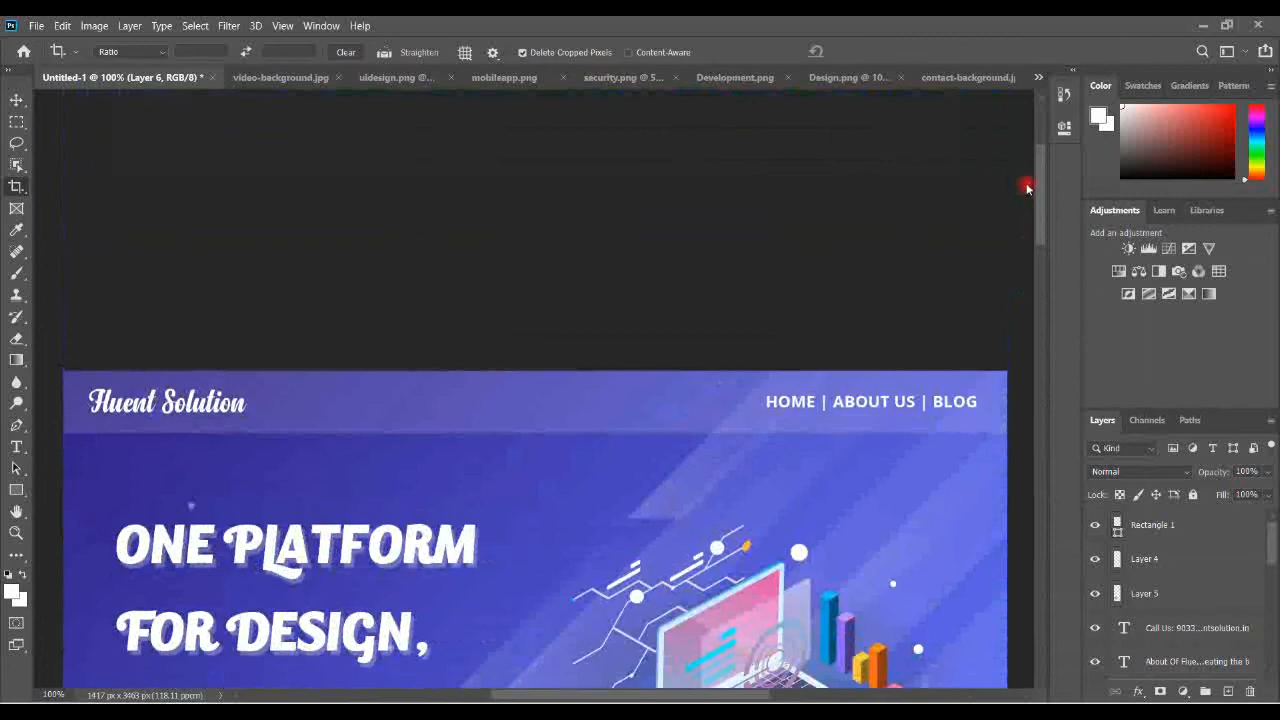 Ps File Edit Image Layer Type Select Filter 3D View Window Help
Ratio Clear Straighten Delete Cropped Pixels Content-Aware
Untitled-1 @ 100% (Layer 6, RGB/8) * video-background.jpg uidesign.png @... mobileapp.png security.png @ 5... Development.png Design.png @ 10... contact-background.j
Color Swatches Gradients Pattern
Adjustments Learn Libraries
Add an adjustment
Fluent Solution HOME | ABOUT US | BLOG
ONE PLATFORM
FOR DESIGN,
Layers Channels Paths
Kind
Normal Opacity: 100%
Lock: Fill: 100%
Rectangle 1
Layer 4
Layer 5
Call Us: 9033...ntsolution.in
About Of Flue...eating the b
100% 1417 px x 3463 px (118.11 ppcm)